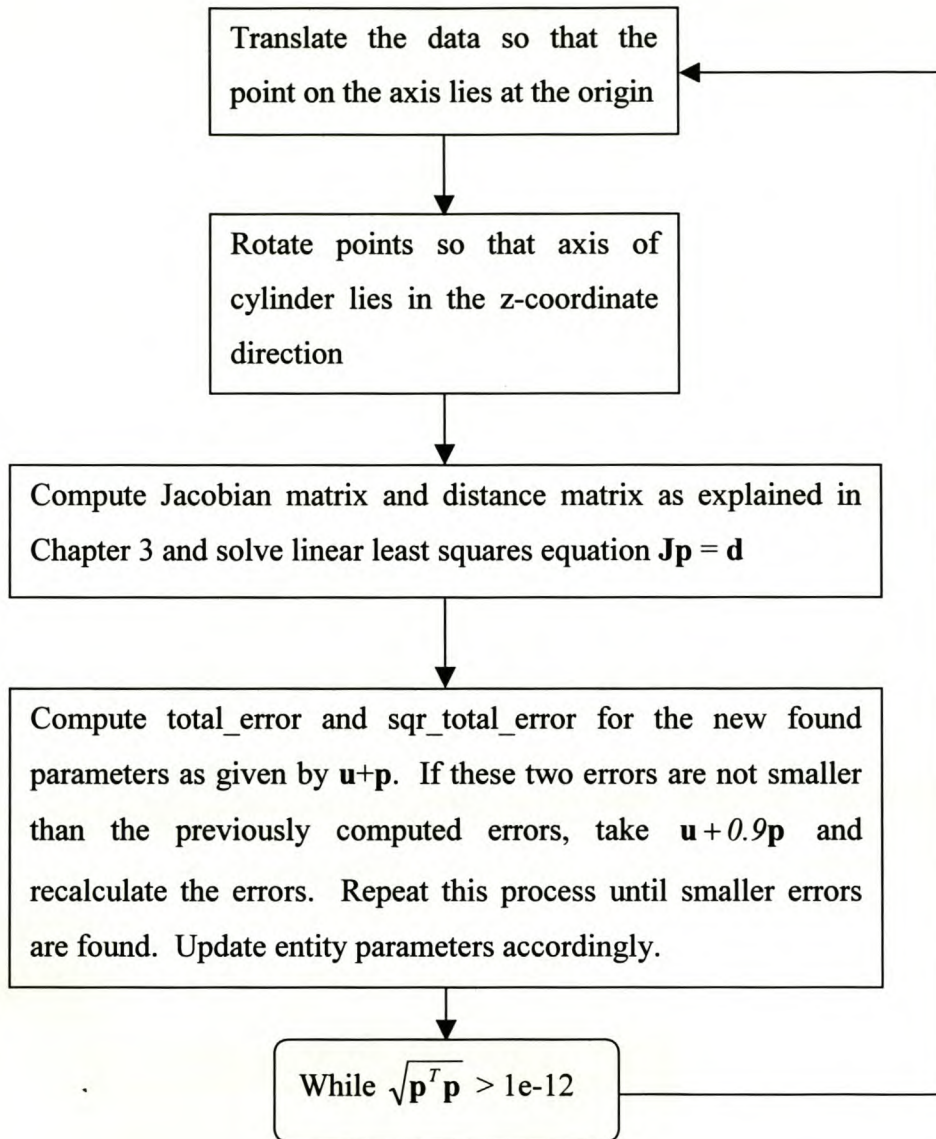 Translate the data so that the
point on the axis lies at the origin
Rotate points so that axis of
cylinder lies in the z-coordinate
direction
Compute Jacobian matrix and distance matrix as explained in
Chapter 3 and solve linear least squares equation Jp = d
Compute total_error and sqr_total_error for the new found
parameters as given by u+p. If these two errors are not smaller
than the previously computed errors, take u + 0.9p and
recalculate the errors. Repeat this process until smaller errors
are found. Update entity parameters accordingly.
While √(pᵀp) > 1e-12